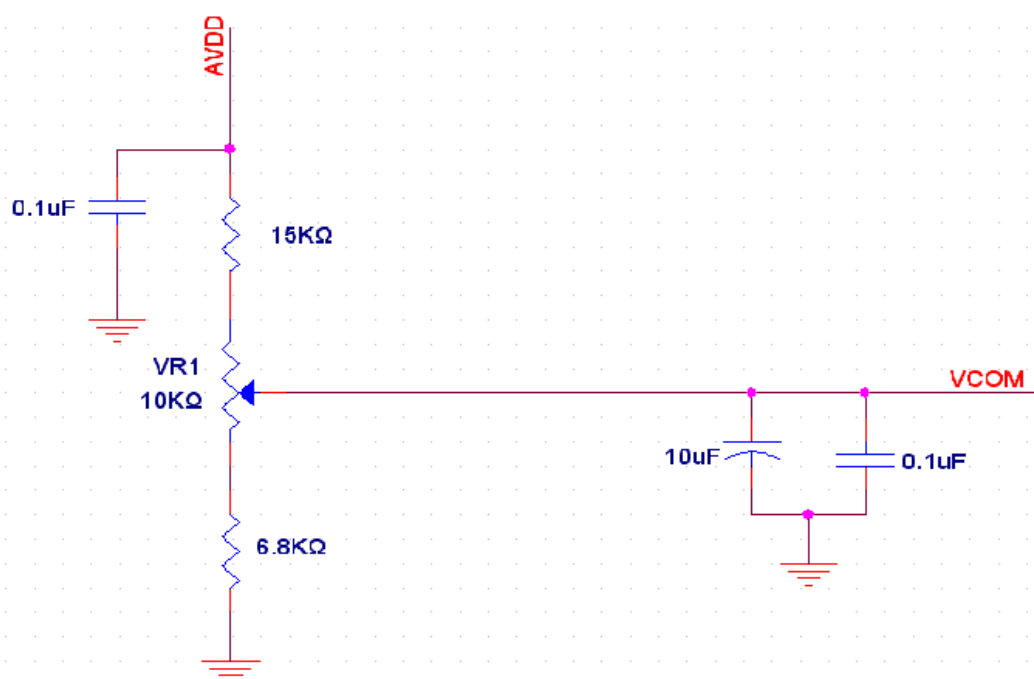 AVDD
0.1uF
15KΩ
VR1
10KΩ
VCOM
10uF
0.1uF
6.8KΩ